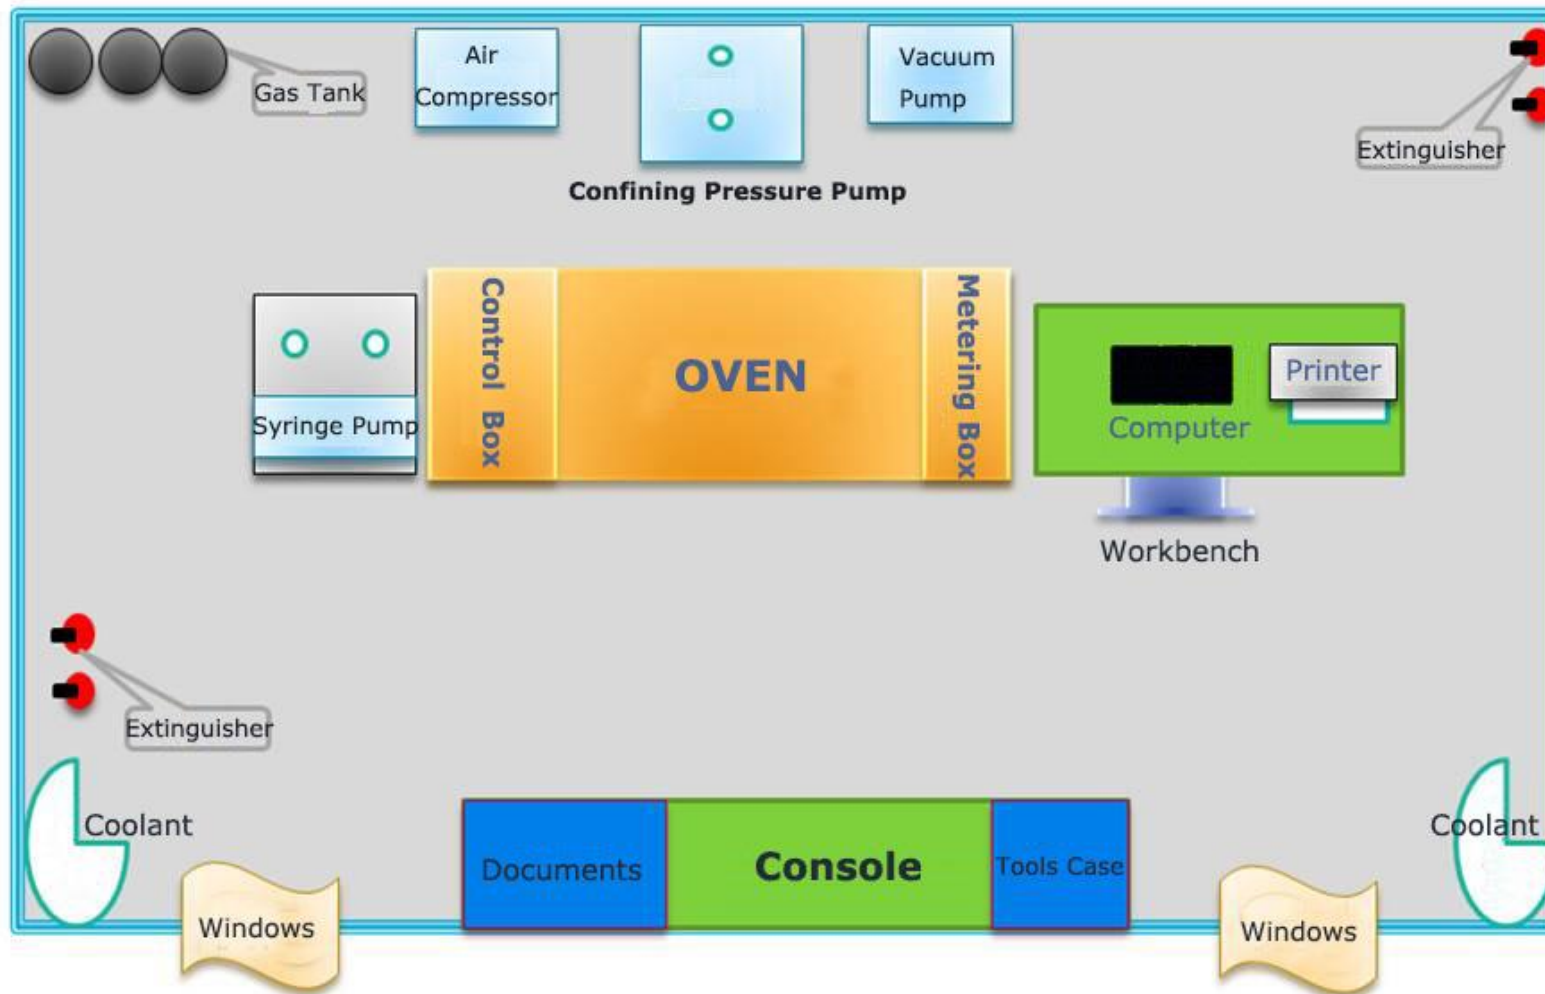 Air
Compressor
Vacuum
Pump
Gas Tank
Extinguisher
Confining Pressure Pump
Control Box
OVEN
Metering Box
Printer
Syringe Pump
Computer
Workbench
Extinguisher
Coolant
Coolant
Documents
Console
Tools Case
Windows
Windows